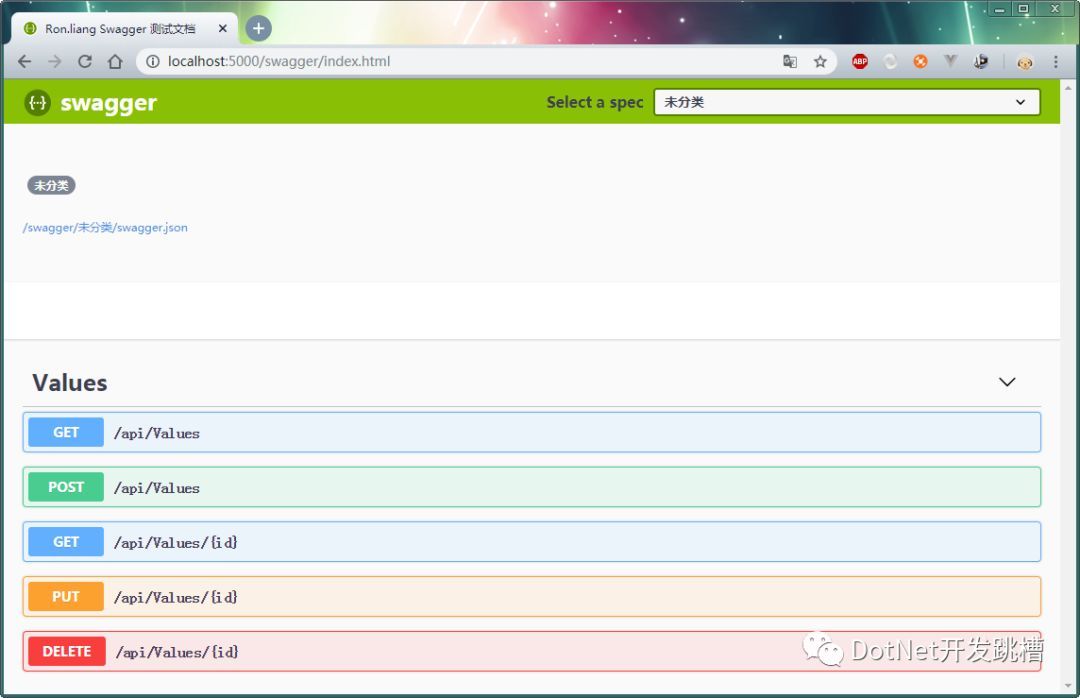 Ron.liang Swagger 测试文档
localhost:5000/swagger/index.html
ABP
{··} swagger Select a spec 未分类
未分类
/swagger/未分类/swagger.json
Values
GET /api/Values
POST /api/Values
GET /api/Values/{id}
PUT /api/Values/{id}
DELETE /api/Values/{id}
DotNet开发跳槽